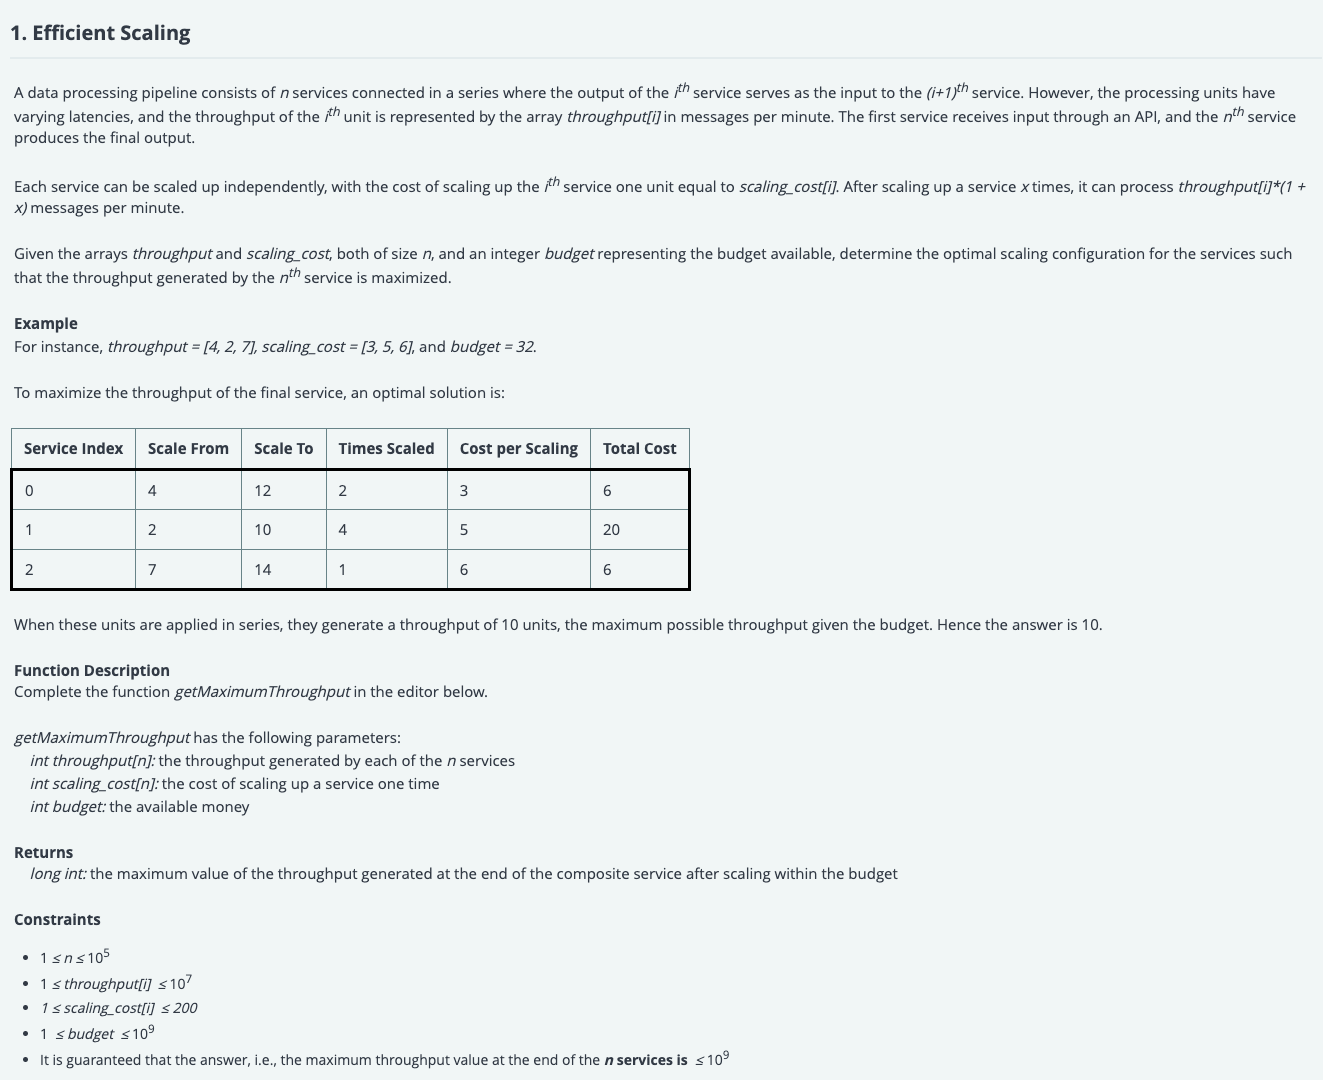 1. Efficient Scaling
A data processing pipeline consists of n services connected in a series where the output of the ith service serves as the input to the (i+1)th service. However, the processing units have
varying latencies, and the throughput of the ith unit is represented by the array throughput[i] in messages per minute. The first service receives input through an API, and the nth service
produces the final output.
Each service can be scaled up independently, with the cost of scaling up the ith service one unit equal to scaling_cost[i]. After scaling up a service x times, it can process throughput[i]*(1 +
x) messages per minute.
Given the arrays throughput and scaling_cost, both of size n, and an integer budget representing the budget available, determine the optimal scaling configuration for the services such
that the throughput generated by the nth service is maximized.
Example
For instance, throughput = [4, 2, 7], scaling_cost = [3, 5, 6], and budget = 32.
To maximize the throughput of the final service, an optimal solution is:
Service Index Scale From Scale To Times Scaled Cost per Scaling Total Cost
0 4 12 2 3 6
1 2 10 4 5 20
2 7 14 1 6 6
When these units are applied in series, they generate a throughput of 10 units, the maximum possible throughput given the budget. Hence the answer is 10.
Function Description
Complete the function getMaximumThroughput in the editor below.
getMaximumThroughput has the following parameters:
int throughput[n]: the throughput generated by each of the n services
int scaling_cost[n]: the cost of scaling up a service one time
int budget: the available money
Returns
long int: the maximum value of the throughput generated at the end of the composite service after scaling within the budget
Constraints
• 1 ≤ n ≤ 10^5
• 1 ≤ throughput[i] ≤ 10^7
• 1 ≤ scaling_cost[i] ≤ 200
• 1 ≤ budget ≤ 10^9
• It is guaranteed that the answer, i.e., the maximum throughput value at the end of the n services is ≤ 10^9